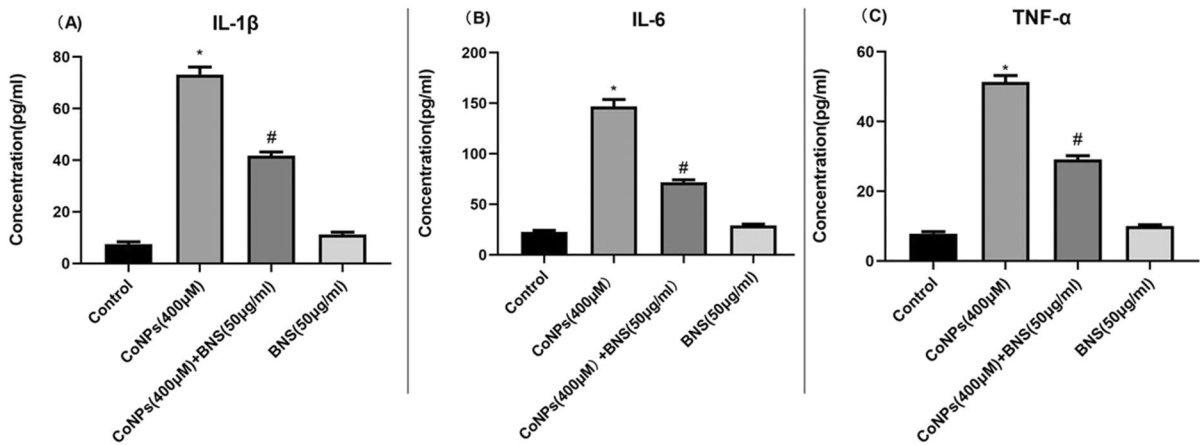 (A)
IL-1β
Concentration(pg/ml)
80
60
40
20
0
*
#
Control
CoNPs(400μM)
CoNPs(400μM)+BNS(50μg/ml)
BNS(50μg/ml)
(B)
IL-6
Concentration(pg/ml)
200
150
100
50
0
*
#
Control
CoNPs(400μM)
CoNPs(400μM) +BNS(50μg/ml)
BNS(50μg/ml)
(C)
TNF-α
Concentration(pg/ml)
60
40
20
0
*
#
Control
CoNPs(400μM)
CoNPs(400μM)+BNS(50μg/ml)
BNS(50μg/ml)